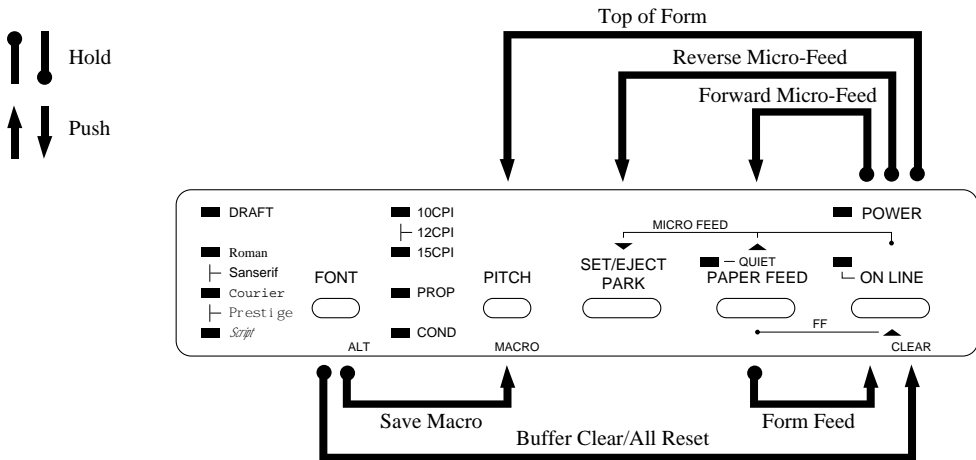 Top of Form
Hold
Reverse Micro-Feed
Forward Micro-Feed
Push
DRAFT
10CPI
POWER
12CPI
MICRO FEED
Roman
15CPI
Sanserif
FONT
PITCH
SET/EJECT
PARK
QUIET
PAPER FEED
ON LINE
Courier
PROP
Prestige
Script
COND
FF
ALT
MACRO
CLEAR
Save Macro
Form Feed
Buffer Clear/All Reset